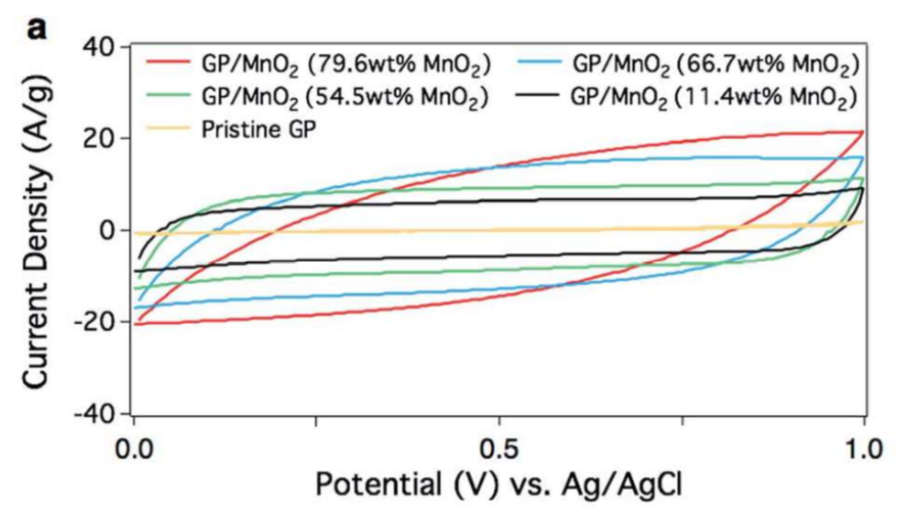 a
40
GP/MnO₂ (79.6wt% MnO₂) GP/MnO₂ (66.7wt% MnO₂)
GP/MnO₂ (54.5wt% MnO₂) GP/MnO₂ (11.4wt% MnO₂)
Pristine GP
20
0
-20
-40
Current Density (A/g)
0.0 0.5 1.0
Potential (V) vs. Ag/AgCl